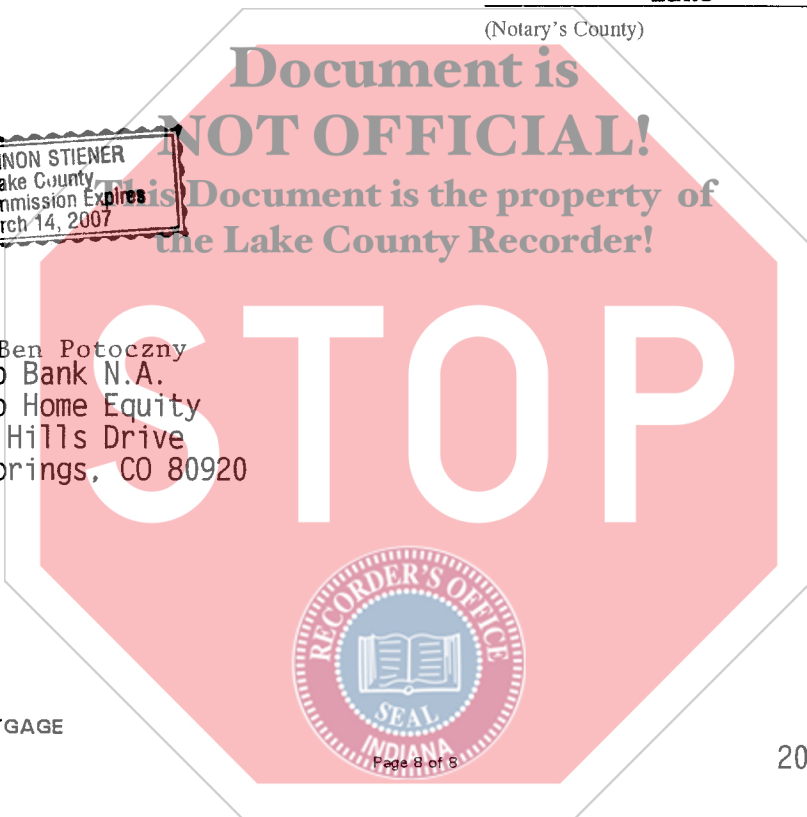 (Notary's County)
Document is
NOT OFFICIAL!
This Document is the property of
the Lake County Recorder!
NON STIENER
ake County
mmission Expires
rch 14, 2007
STOP
Ben Potoczny
Bank N.A.
Home Equity
Hills Drive
prings, CO 80920
RECORDER'S OFFICE
SEAL
INDIANA
TGAGE
Page 8 of 8
20